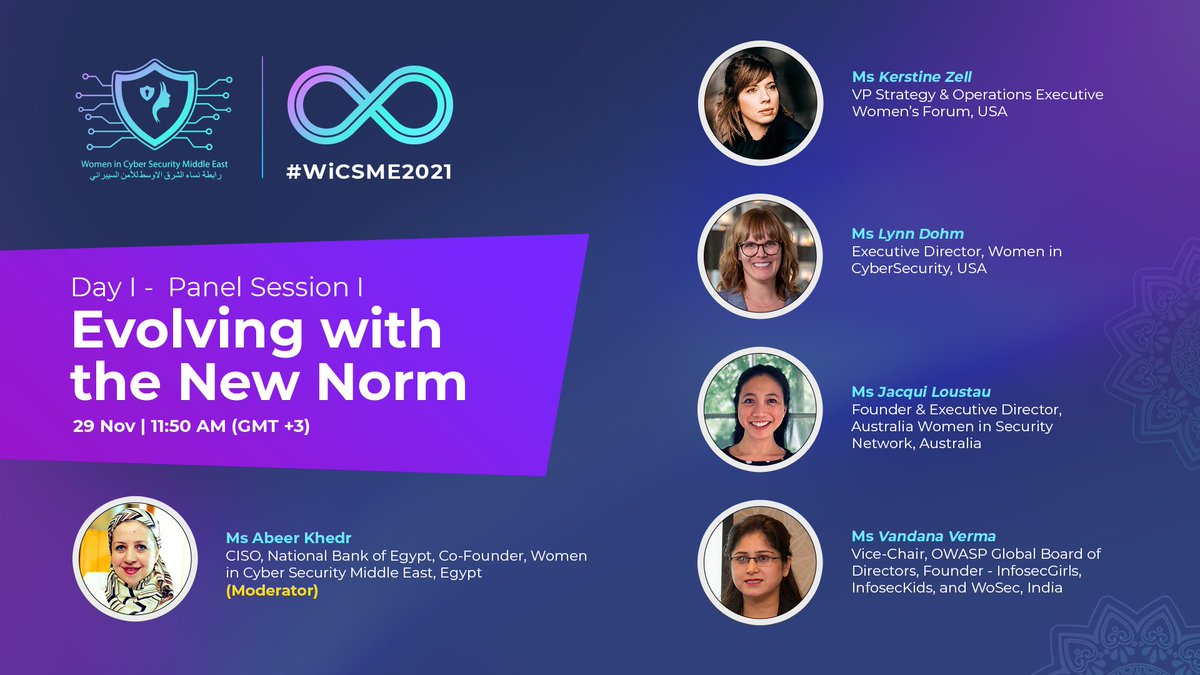 Women in Cyber Security Middle East
رابطة نساء الشرق الاوسط للأمن السيبراني
#WiCSME2021
Day I - Panel Session I
Evolving with
the New Norm
29 Nov | 11:50 AM (GMT +3)
Ms Abeer Khedr
CISO, National Bank of Egypt, Co-Founder, Women
in Cyber Security Middle East, Egypt
(Moderator)
Ms Kerstine Zell
VP Strategy & Operations Executive
Women's Forum, USA
Ms Lynn Dohm
Executive Director, Women in
CyberSecurity, USA
Ms Jacqui Loustau
Founder & Executive Director,
Australia Women in Security
Network, Australia
Ms Vandana Verma
Vice-Chair, OWASP Global Board of
Directors, Founder - InfosecGirls,
InfosecKids, and WoSec, India